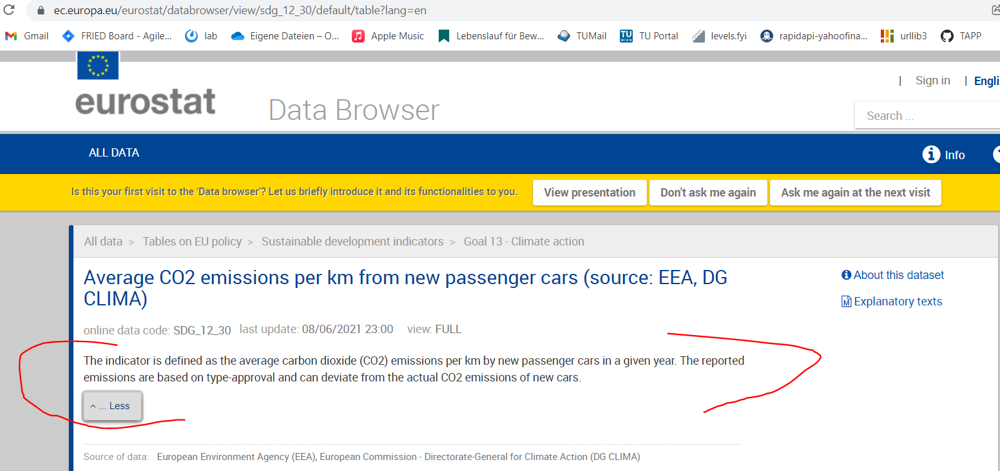 ec.europa.eu/eurostat/databrowser/view/sdg_12_30/default/table?lang=en
Gmail FRIED Board - Agile... lab Eigene Dateien – O... Apple Music Lebenslauf für Bew... TUMail TU WIEN TU Portal levels.fyi rapidapi-yahoofina... urllib3 TAPP
| Sign in | Engli
eurostat Data Browser
Search ...
ALL DATA i Info
Is this your first visit to the 'Data browser'? Let us briefly introduce it and its functionalities to you. View presentation Don't ask me again Ask me again at the next visit
All data > Tables on EU policy > Sustainable development indicators > Goal 13 - Climate action
Average CO2 emissions per km from new passenger cars (source: EEA, DG
CLIMA)
About this dataset
Explanatory texts
online data code: SDG_12_30 last update: 08/06/2021 23:00 view: FULL
The indicator is defined as the average carbon dioxide (CO2) emissions per km by new passenger cars in a given year. The reported
emissions are based on type-approval and can deviate from the actual CO2 emissions of new cars.
... Less
Source of data: European Environment Agency (EEA), European Commission - Directorate-General for Climate Action (DG CLIMA)